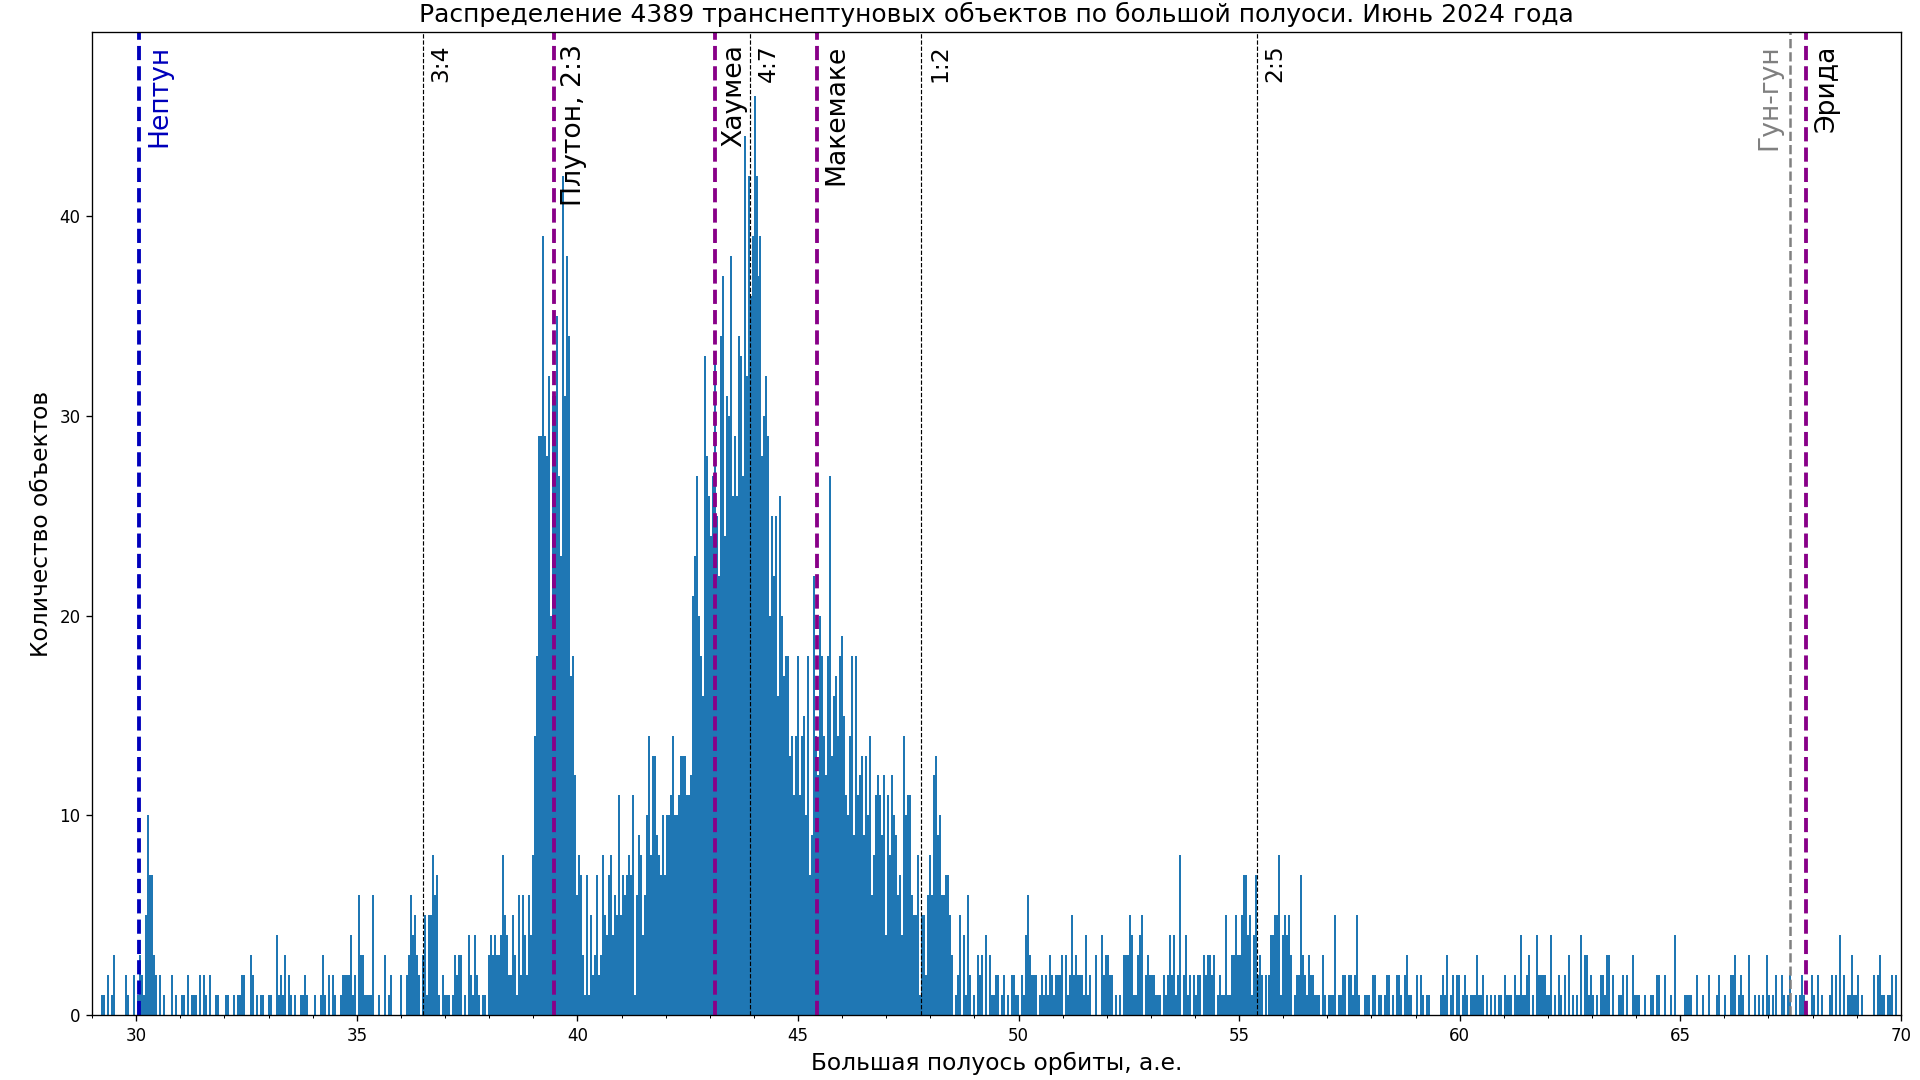 Распределение 4389 транснептуновых объектов по большой полуоси. Июнь 2024 года
Нептун
3:4
Плутон, 2:3
Хаумеа
4:7
Макемаке
1:2
2:5
Гун-гун
Эрида
Количество объектов
40
30
20
10
0
30
35
40
45
50
55
60
65
70
Большая полуось орбиты, а.е.